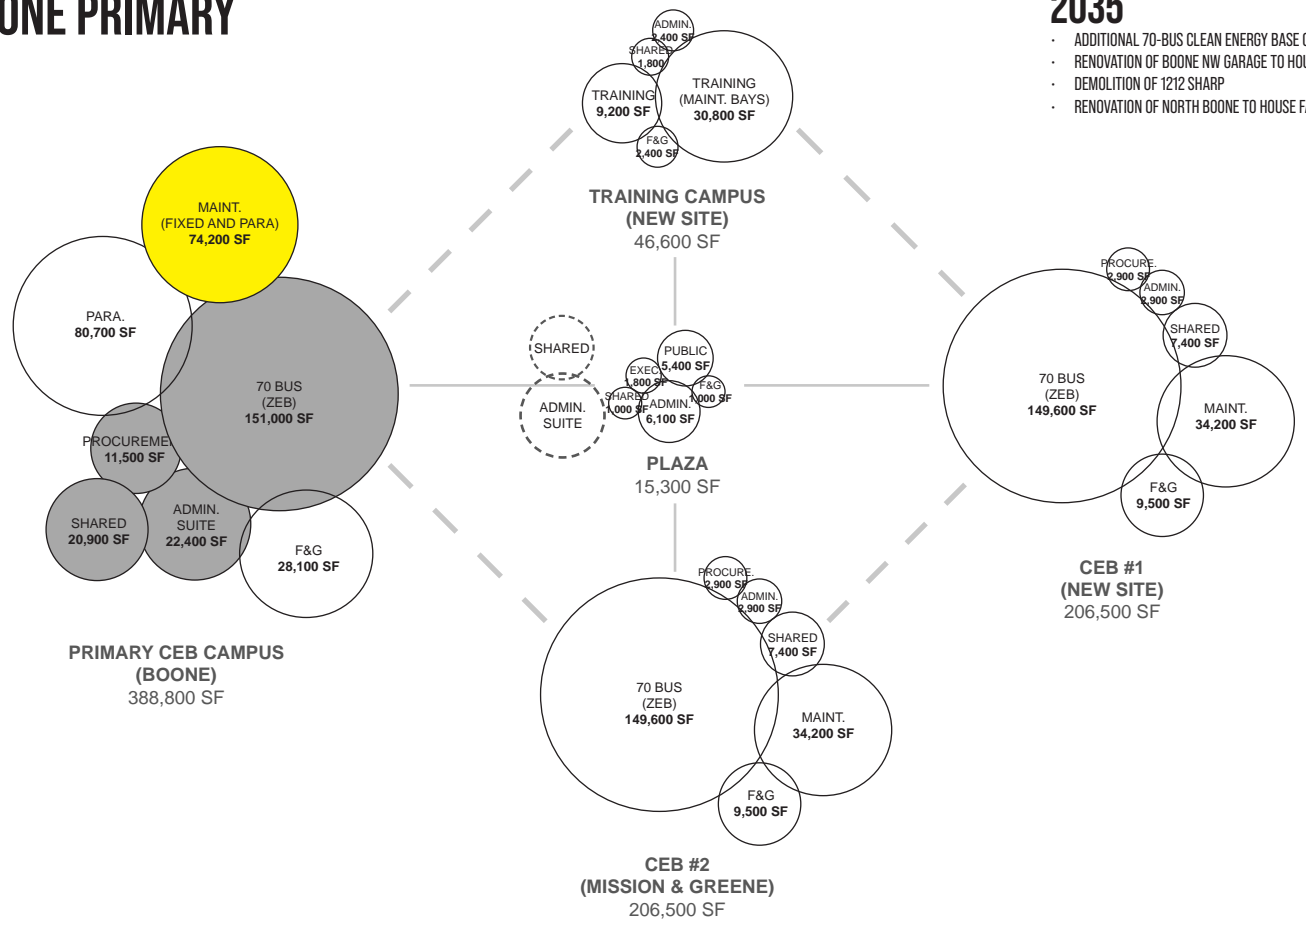 ONE PRIMARY
2035
· ADDITIONAL 70-BUS CLEAN ENERGY BASE
· RENOVATION OF BOONE NW GARAGE TO
· DEMOLITION OF 1212 SHARP
· RENOVATION OF NORTH BOONE TO HOUSE
ADMIN.
2,400 SF
SHARED
1,800
TRAINING
9,200 SF
TRAINING
(MAINT. BAYS)
30,800 SF
F&G
2,400 SF
TRAINING CAMPUS
(NEW SITE)
46,600 SF
MAINT.
(FIXED AND PARA)
74,200 SF
PARA.
80,700 SF
70 BUS
(ZEB)
151,000 SF
PROCUREME
11,500 SF
SHARED
20,900 SF
ADMIN.
SUITE
22,400 SF
F&G
28,100 SF
PRIMARY CEB CAMPUS
(BOONE)
388,800 SF
SHARED
ADMIN.
SUITE
PUBLIC
5,400 SF
EXEC
1,800 SF
F&G
1,000 SF
SHARED
1,000 SF
ADMIN.
6,100 SF
PLAZA
15,300 SF
PROCURE.
2,900 SF
ADMIN.
2,900 SF
SHARED
7,400 SF
70 BUS
(ZEB)
149,600 SF
MAINT.
34,200 SF
F&G
9,500 SF
CEB #1
(NEW SITE)
206,500 SF
PROCURE.
2,900 SF
ADMIN.
2,900 SF
SHARED
7,400 SF
70 BUS
(ZEB)
149,600 SF
MAINT.
34,200 SF
F&G
9,500 SF
CEB #2
(MISSION & GREENE)
206,500 SF